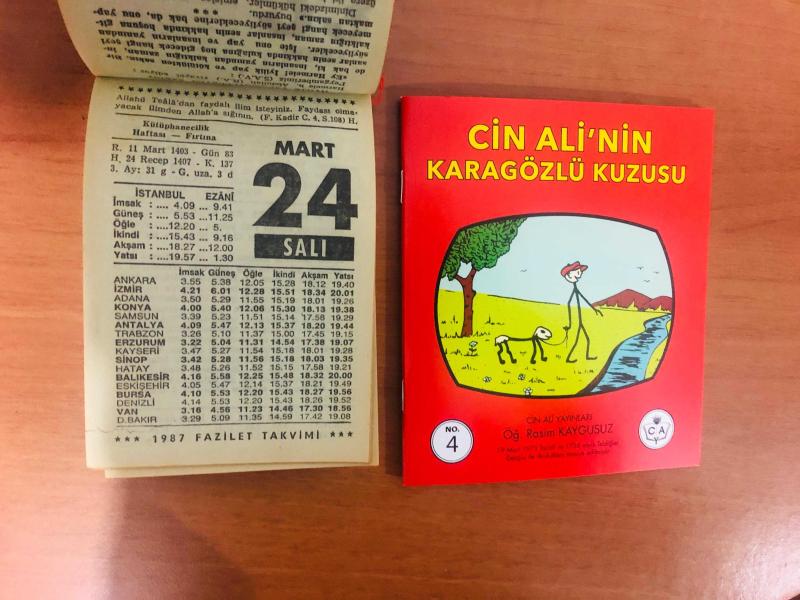 Allahü Teâlâ'dan faydalı ilim isteyiniz. Faydası olma-
yacak ilimden Allah'a sığının. (F. Kadir C. 4, S.108) H.
Kütüphanecilik
Haftası — Fırtına
R. 11 Mart 1403 - Gün 83
H. 24 Recep 1407 - K. 137
3. Ay: 31 g - G. uza. 3 d
MART
24
SALI
İSTANBUL EZANÎ
İmsak : .... 4.09 ... 9.41
Güneş : .... 5.53 ...11.25
Öğle : ....12.20 ... 5.
İkindi : ....15.43 ... 9.16
Akşam : ....18.27 ...12.00
Yatsı : ....19.57 ... 1.30
İmsak Güneş Öğle İkindi Akşam Yatsı
ANKARA 3.55 5.38 12.05 15.28 18.12 19.40
İZMİR 4.21 6.01 12.28 15.51 18.34 20.01
ADANA 3.50 5.29 11.55 15.19 18.01 19.26
KONYA 4.00 5.40 12.06 15.30 18.13 19.38
SAMSUN 3.39 5.23 11.51 15.14 17.58 19.29
ANTALYA 4.09 5.47 12.13 15.37 18.20 19.44
TRABZON 3.26 5.10 11.37 15.00 17.45 19.15
ERZURUM 3.22 5.04 11.31 14.54 17.38 19.07
KAYSERİ 3.47 5.27 11.54 15.18 18.01 19.28
SİNOP 3.42 5.28 11.56 15.18 18.03 19.35
HATAY 3.48 5.26 11.52 15.15 17.58 19.21
BALIKESİR 4.16 5.58 12.25 15.48 18.32 20.00
ESKİŞEHİR 4.05 5.47 12.14 15.37 18.21 19.49
BURSA 4.10 5.53 12.20 15.43 18.27 19.56
DENİZLİ 4.14 5.53 12.20 15.43 18.26 19.52
VAN 3.16 4.56 11.23 14.46 17.30 18.56
D.BAKIR 3.29 5.09 11.35 14.59 17.42 19.08
*** 1987 FAZİLET TAKVİMİ ***
CİN ALİ'NİN
KARAGÖZLÜ KUZUSU
CİN ALİ YAYINLARI
Öğ. Rasim KAYGUSUZ
NO.
4
C A
Y